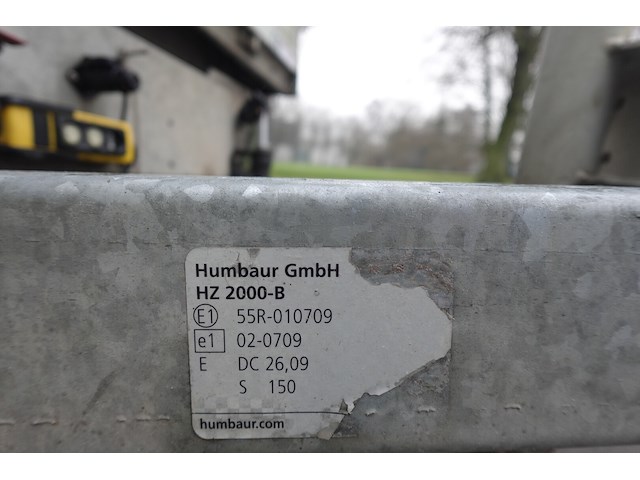 Humbaur GmbH
HZ 2000-B
E1 55R-010709
e1 02-0709
E DC 26,09
S 150
humbaur.com